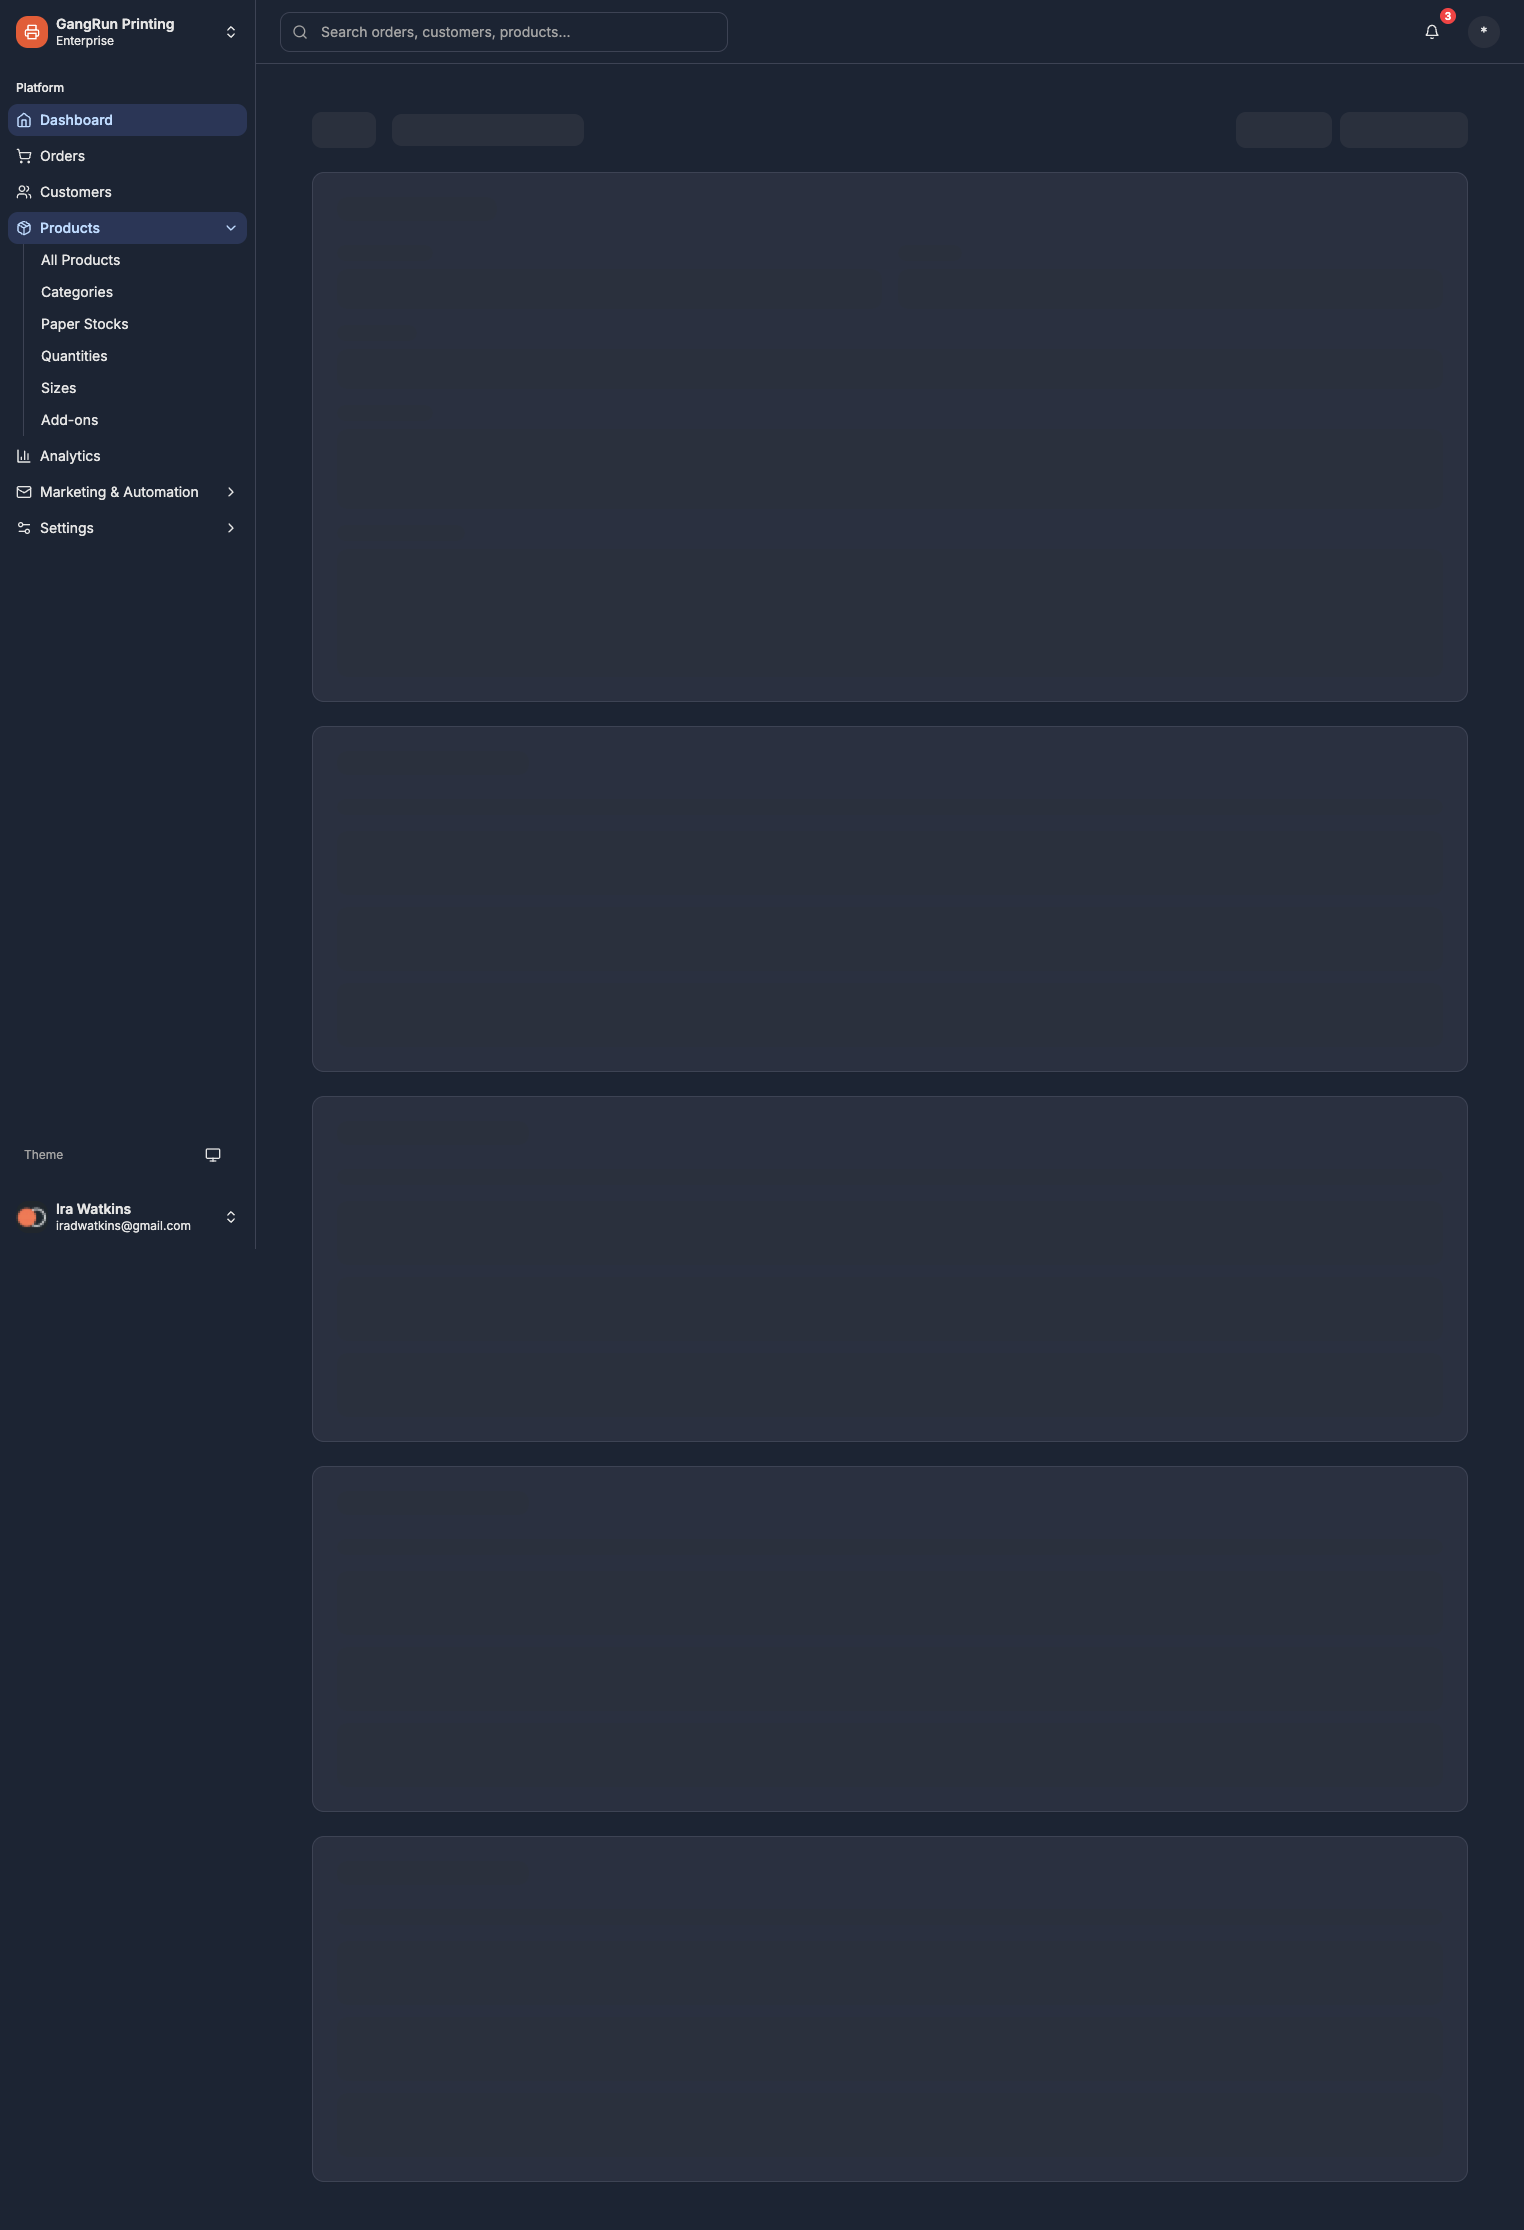 GangRun Printing
Enterprise
Search orders, customers, products...
3
*
Platform
Dashboard
Orders
Customers
Products
All Products
Categories
Paper Stocks
Quantities
Sizes
Add-ons
Analytics
Marketing & Automation
Settings
Theme
Ira Watkins
iradwatkins@gmail.com